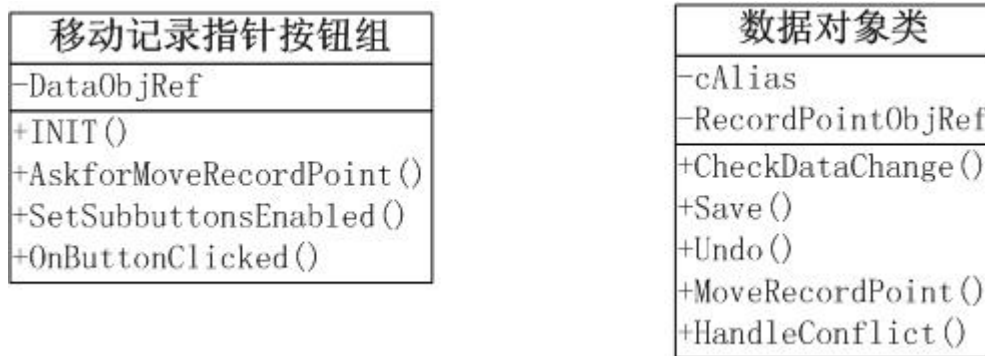 移动记录指针按钮组
-DataObjRef
+INIT()
+AskforMoveRecordPoint()
+SetSubbuttonsEnabled()
+OnButtonClicked()
数据对象类
-cAlias
-RecordPointObjRef
+CheckDataChange()
+Save()
+Undo()
+MoveRecordPoint()
+HandleConflict()